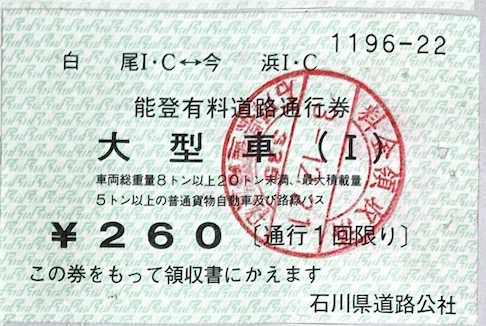 1196-22
白 尾I・C↔今 浜I・C
能登有料道路通行券
大型車（I）
車両総重量8トン以上20トン未満、最大積載量
5トン以上の普通貨物自動車及び路線バス
¥260 〔通行1回限り〕
この券をもって領収書にかえます
石川県道路公社
料金領収